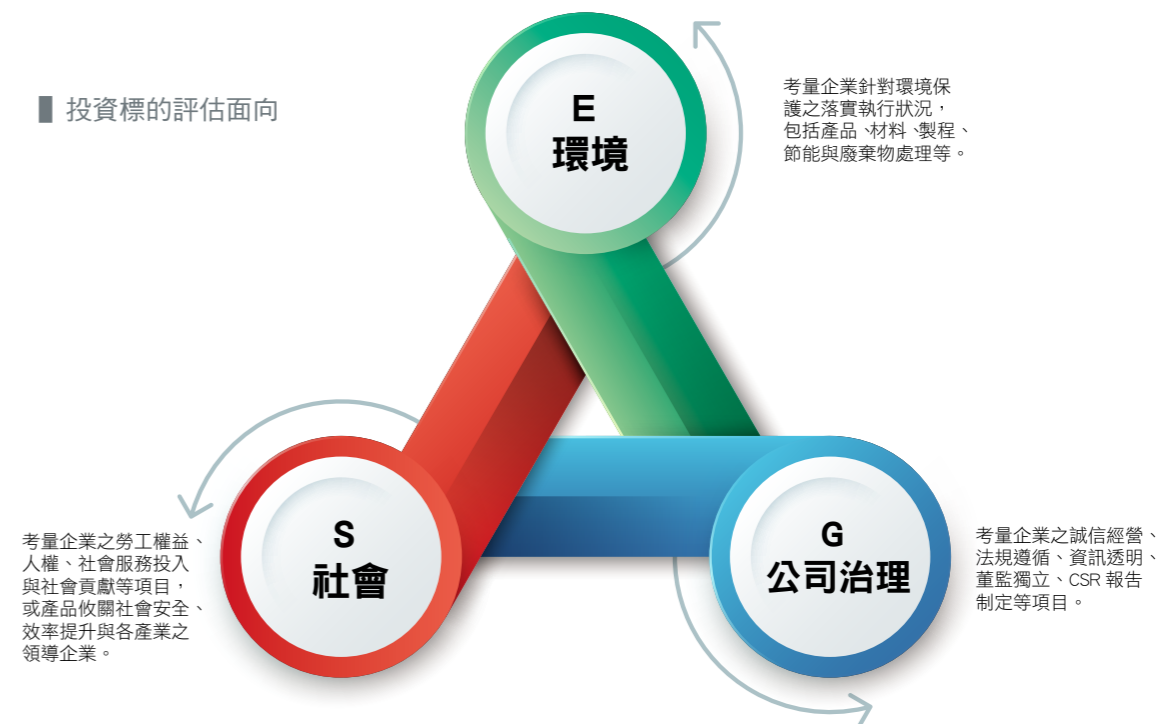 投資標的評估面向
E
環境
考量企業針對環境保
護之落實執行狀況，
包括產品、材料、製程、
節能與廢棄物處理等。
S
社會
考量企業之勞工權益、
人權、社會服務投入
與社會貢獻等項目，
或產品攸關社會安全、
效率提升與各產業之
領導企業。
G
公司治理
考量企業之誠信經營、
法規遵循、資訊透明、
董監獨立、CSR 報告
制定等項目。